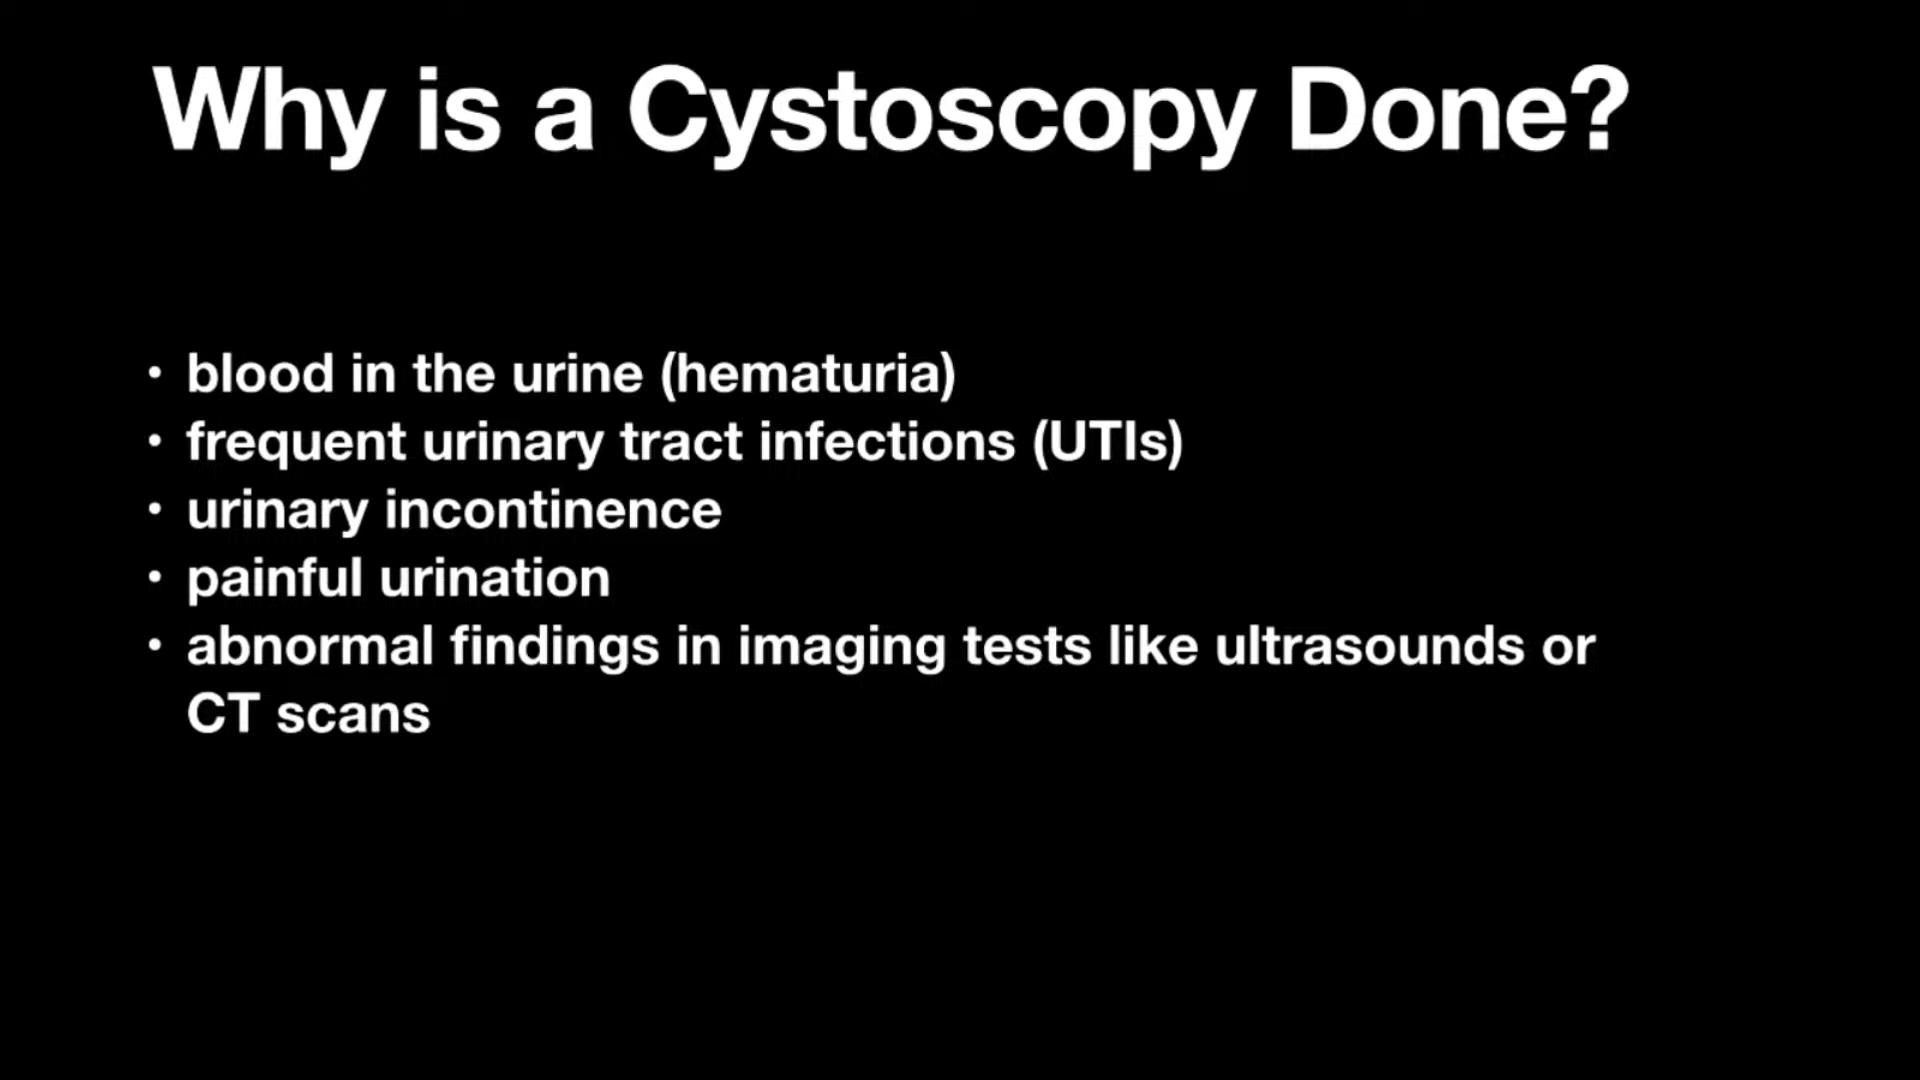 Why is a Cystoscopy Done?
• blood in the urine (hematuria)
• frequent urinary tract infections (UTIs)
• urinary incontinence
• painful urination
• abnormal findings in imaging tests like ultrasounds or
CT scans